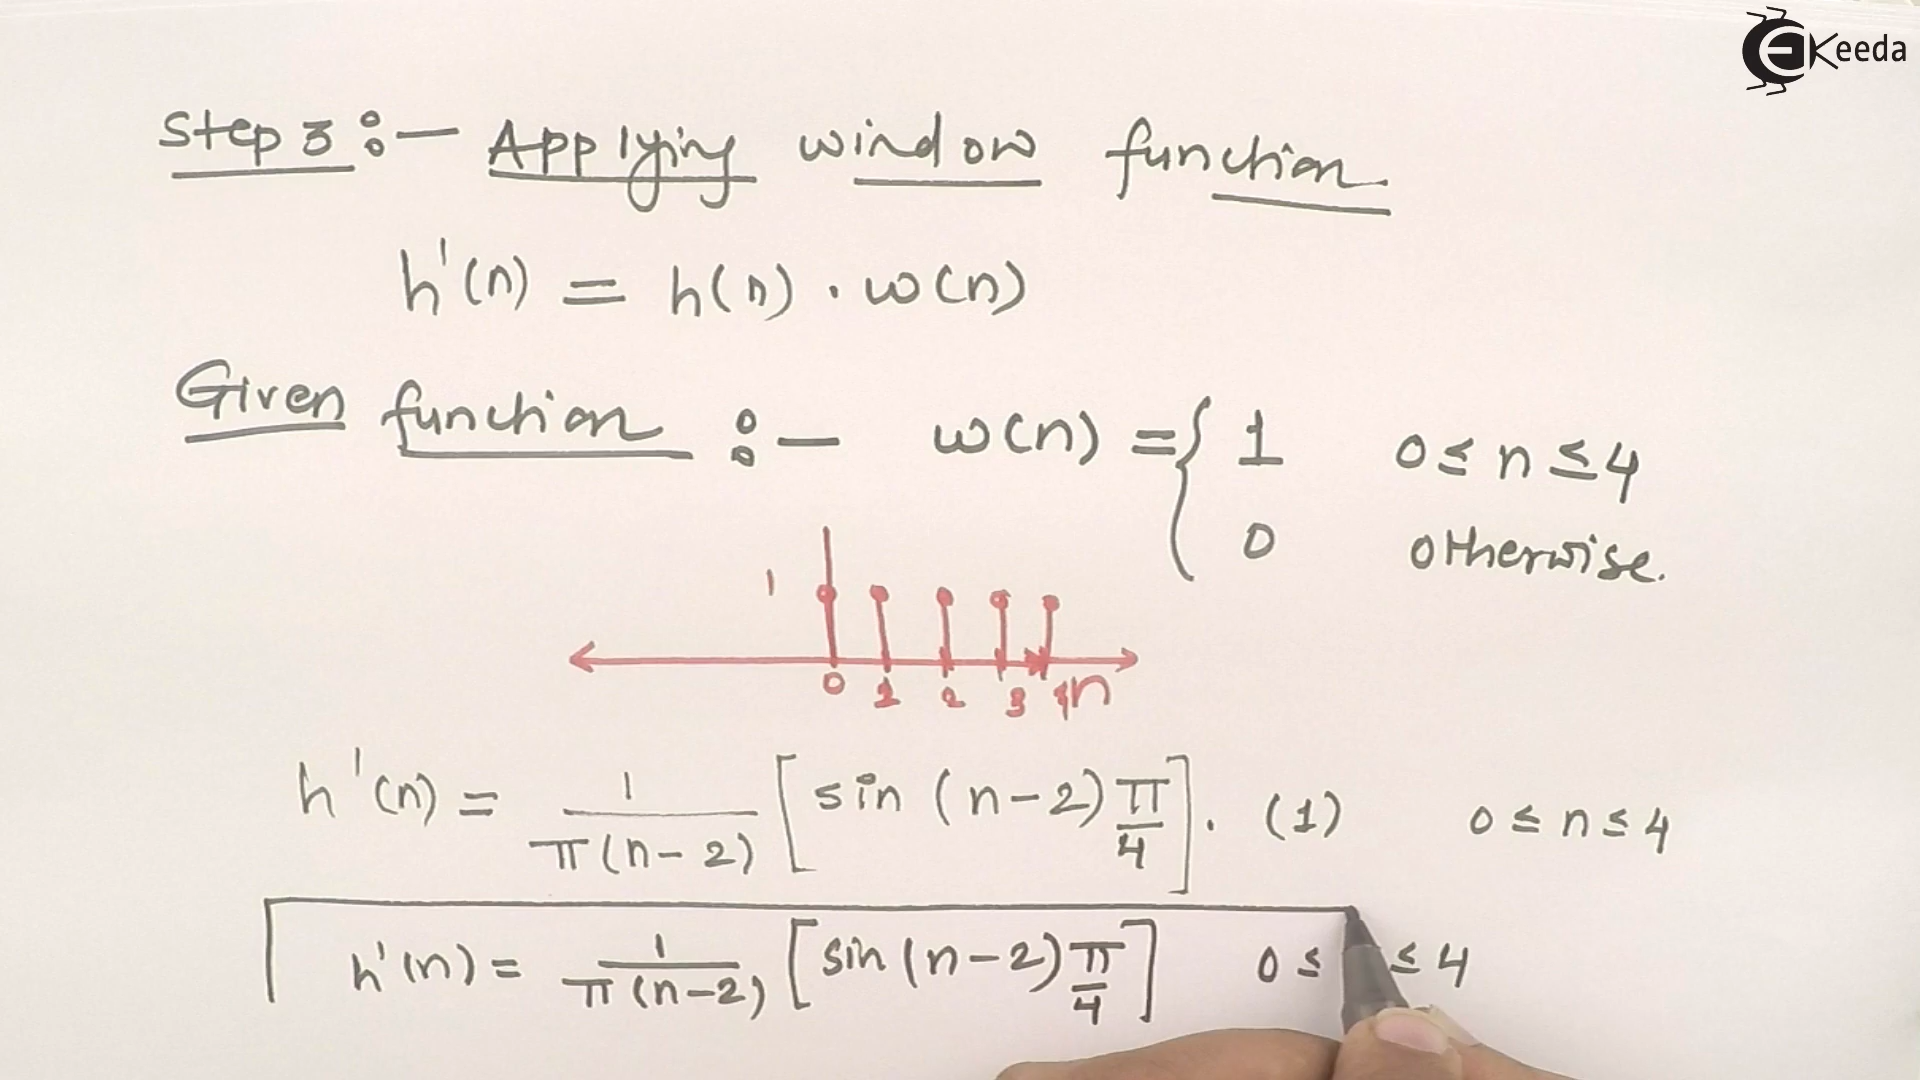 EKeeda
Step 3 :- Applying window function
h'(n) = h(n) · w(n)
Given function :- w(n) = { 1 0 ≤ n ≤ 4
0 otherwise.
1
0 1 2 3 4 n
h'(n) = 1/π(n-2) [sin (n-2) π/4] . (1) 0 ≤ n ≤ 4
h'(n) = 1/π(n-2) [sin (n-2) π/4] 0 ≤ ≤ 4